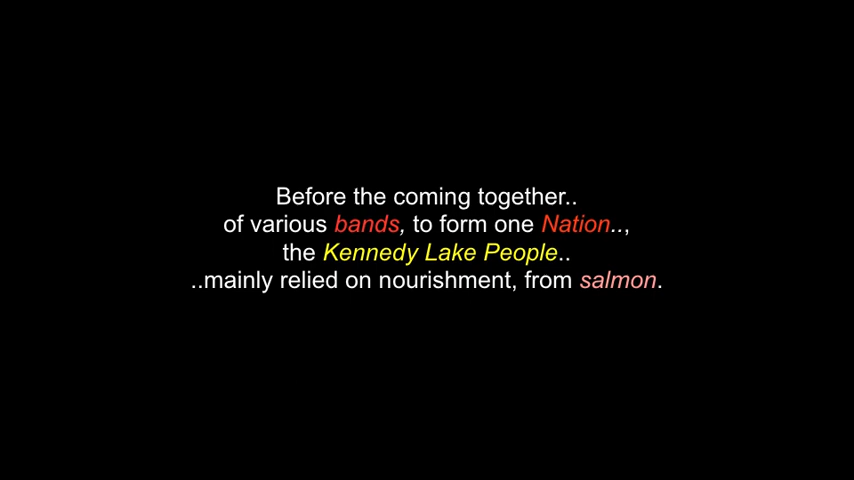 Before the coming together..
of various bands, to form one Nation..,
the Kennedy Lake People..
..mainly relied on nourishment, from salmon.